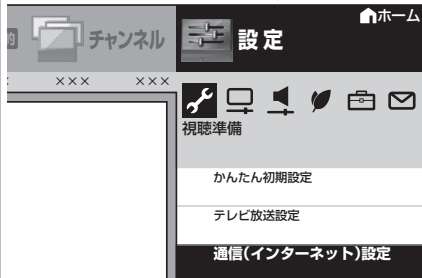 ホーム
チャンネル
設定
××× ×××
視聴準備
かんたん初期設定
テレビ放送設定
通信(インターネット)設定